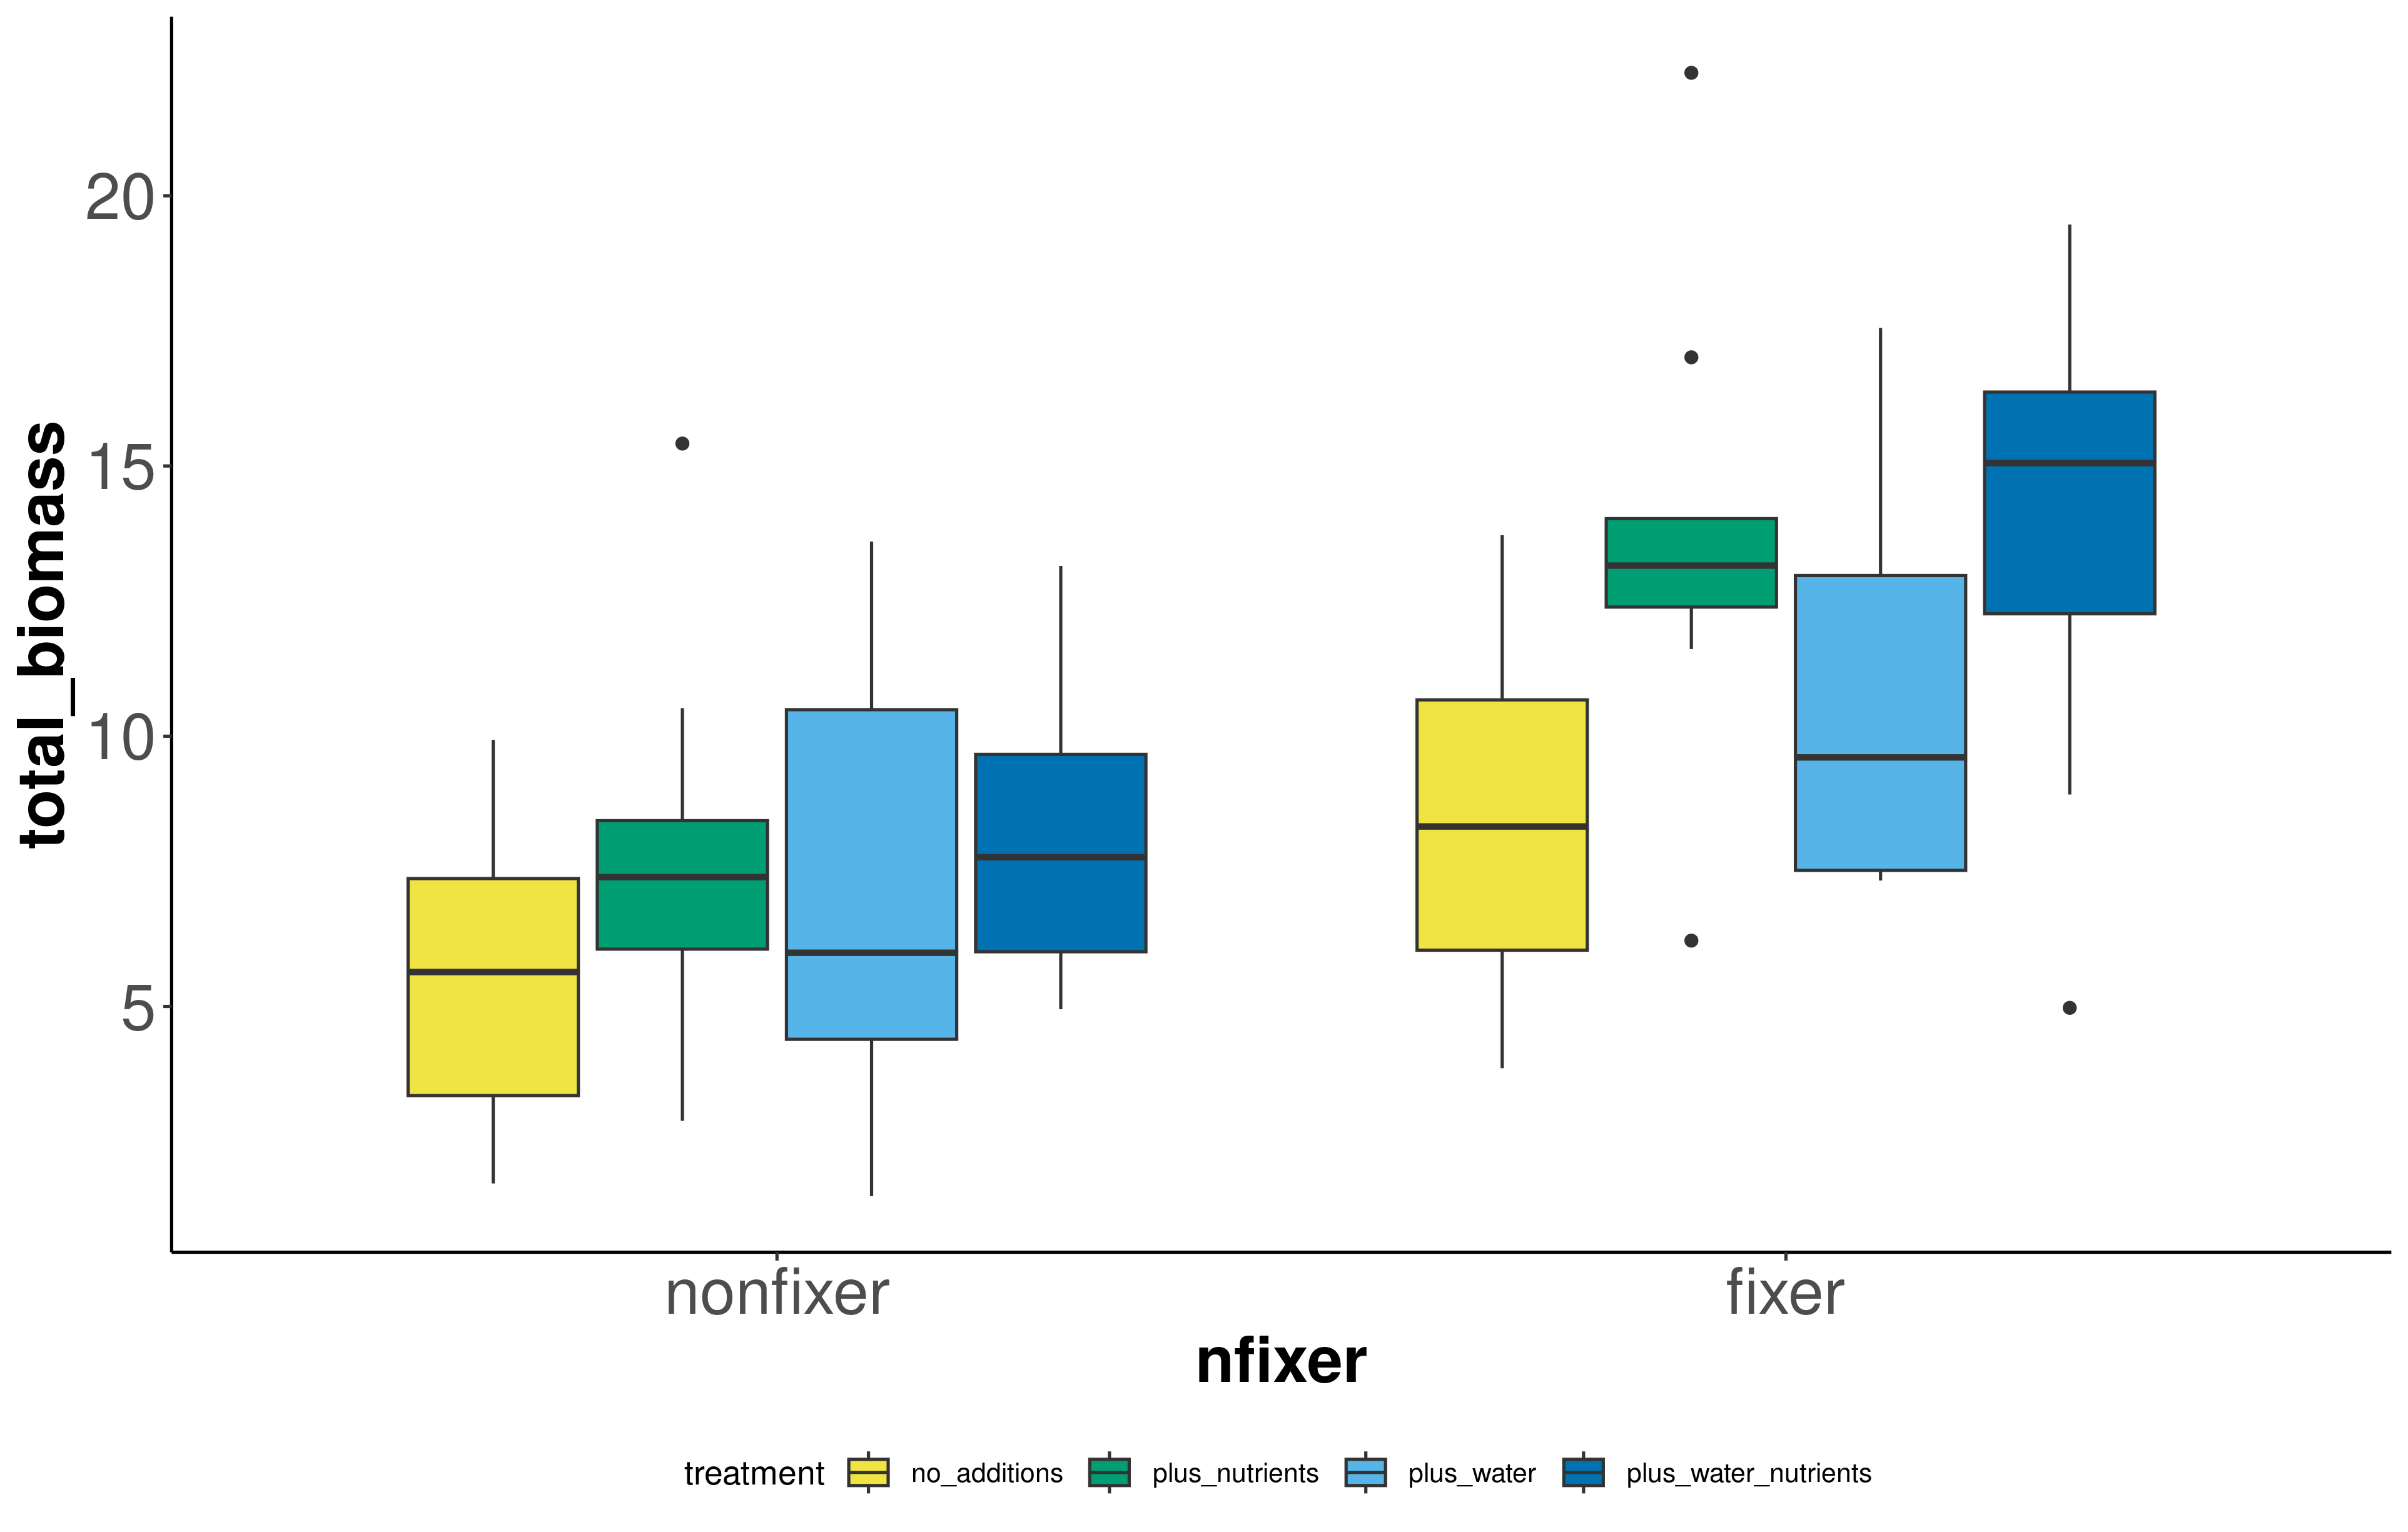 total_biomass
20
15
10
5
nonfixer fixer
nfixer
treatment no_additions plus_nutrients plus_water plus_water_nutrients